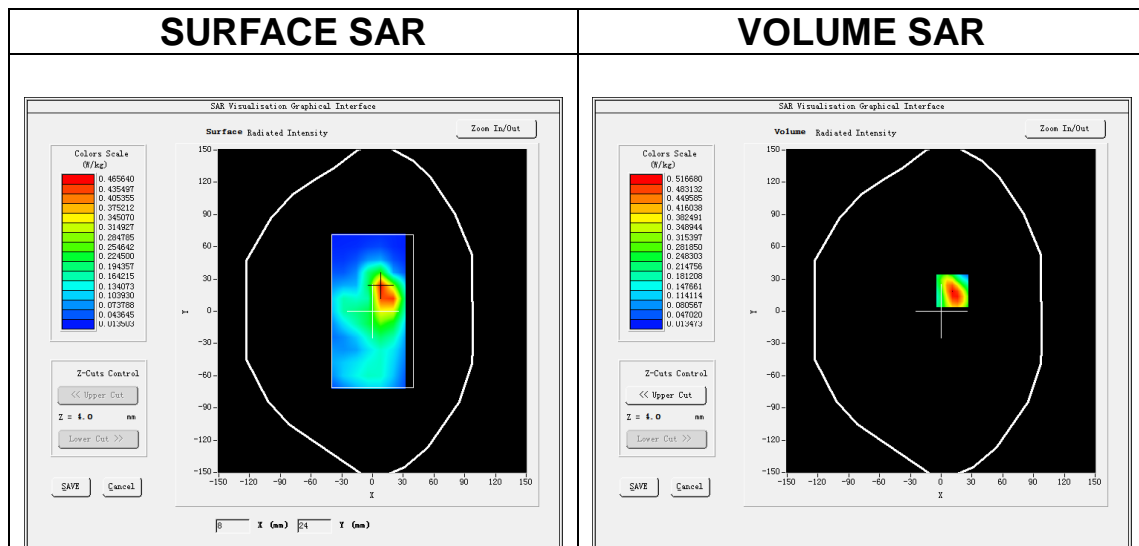 SURFACE SAR
VOLUME SAR
SAR Visualisation Graphical Interface
Surface Radiated Intensity
Zoom In/Out
Colors Scale
(W/kg)
0.465640
0.435497
0.405355
0.375212
0.345070
0.314927
0.284785
0.254642
0.224500
0.194357
0.164215
0.134073
0.103930
0.073788
0.043645
0.013503
150
120
90
60
30
0
-30
-60
-90
-120
-150
Y
-150 -120 -90 -60 -30 0 30 60 90 120 150
X
Z-Cuts Control
<< Upper Cut
Z = 4.0 mm
Lower Cut >>
SAVE Cancel
8 X (mm) 24 Y (mm)
SAR Visualisation Graphical Interface
Volume Radiated Intensity
Zoom In/Out
Colors Scale
(W/kg)
0.516680
0.483132
0.449585
0.416038
0.382491
0.348944
0.315397
0.281850
0.248303
0.214756
0.181208
0.147661
0.114114
0.080567
0.047020
0.013473
150
120
90
60
30
0
-30
-60
-90
-120
-150
Y
-150 -120 -90 -60 -30 0 30 60 90 120 150
X
Z-Cuts Control
<< Upper Cut
Z = 4.0 mm
Lower Cut >>
SAVE Cancel